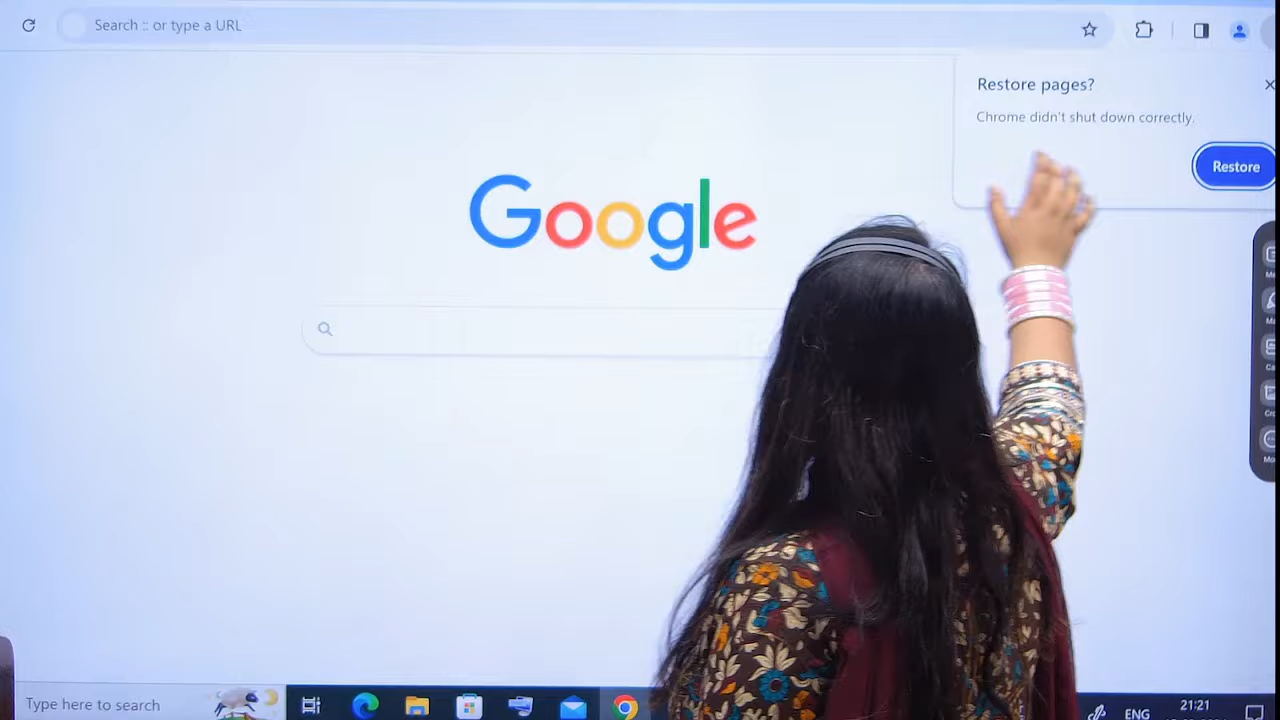 Search :: or type a URL
Restore pages?
Chrome didn't shut down correctly.
Restore
Google
Type here to search
ENG
21:21